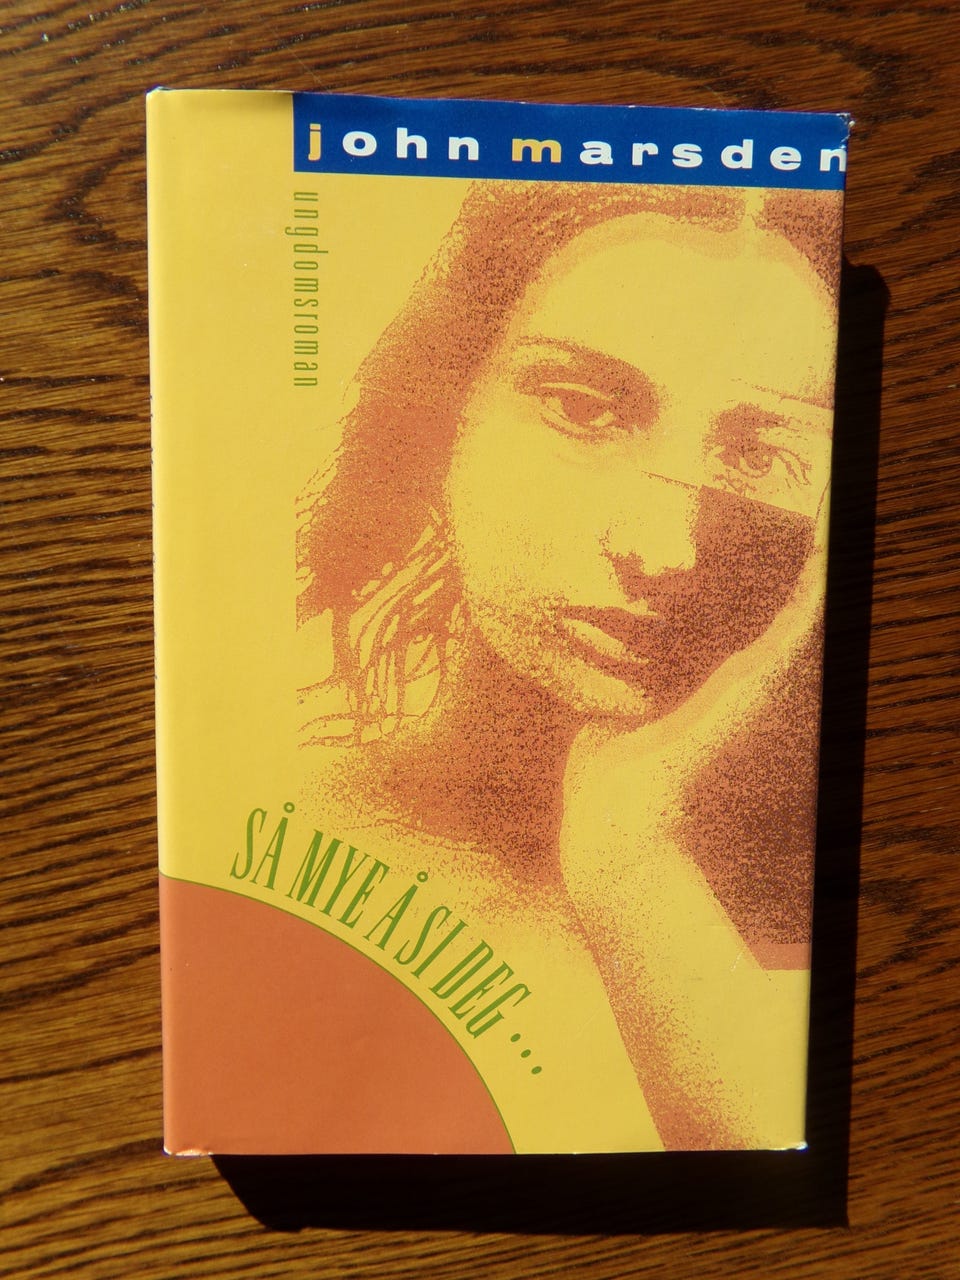 john marsden
ungdomsroman
SÅ MYE Å SI DEG...